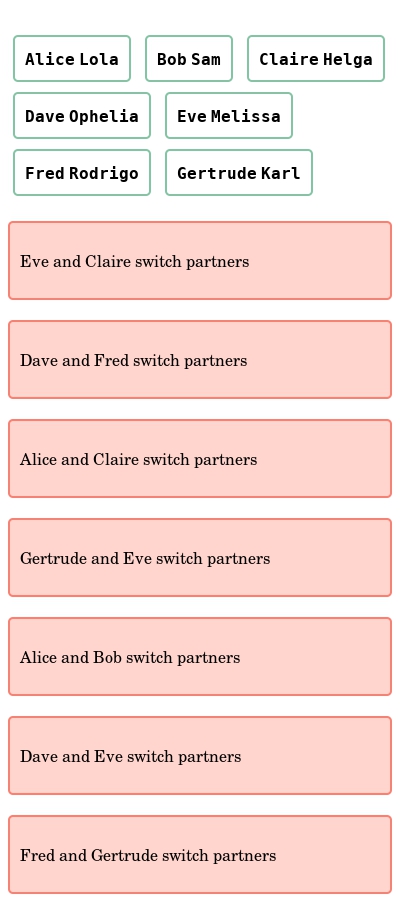 Alice Lola Bob Sam Claire Helga
Dave Ophelia Eve Melissa
Fred Rodrigo Gertrude Karl
Eve and Claire switch partners
Dave and Fred switch partners
Alice and Claire switch partners
Gertrude and Eve switch partners
Alice and Bob switch partners
Dave and Eve switch partners
Fred and Gertrude switch partners